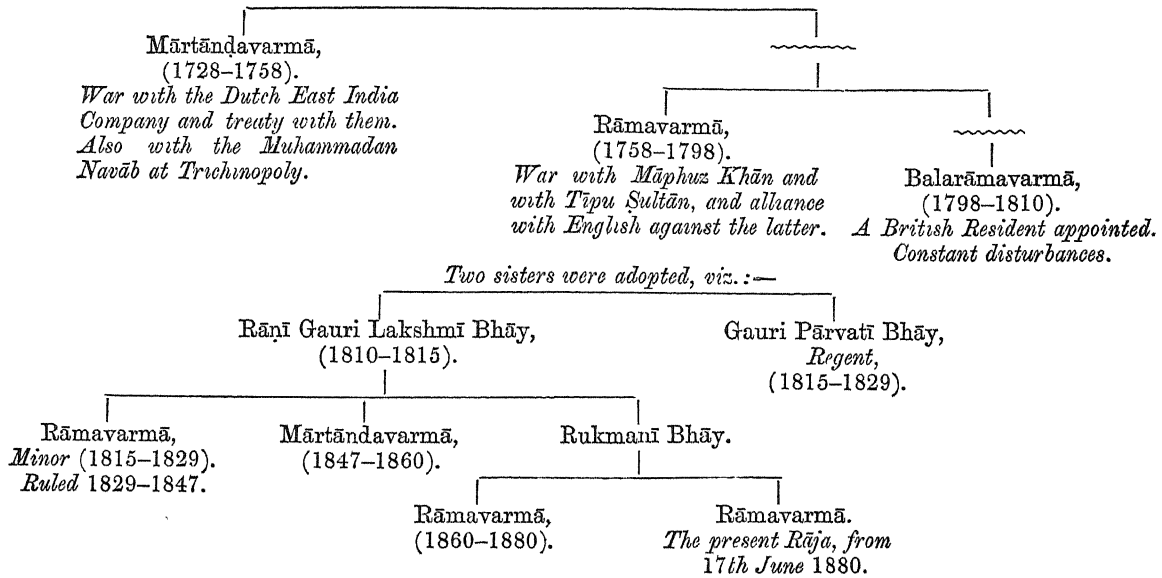 Mārtāṇḍavarmā,
(1728–1758).
War with the Dutch East India
Company and treaty with them.
Also with the Muhammadan
Navāb at Trichinopoly.
Rāmavarmā,
(1758–1798).
War with Māphuz Khān and
with Tīpu Ṣultān, and alliance
with English against the latter.
Balarāmavarmā,
(1798–1810).
A British Resident appointed.
Constant disturbances.
Two sisters were adopted, viz.:—
Rāṇī Gauri Lakshmī Bhāy,
(1810–1815).
Gauri Pārvatī Bhāy,
Regent,
(1815–1829).
Rāmavarmā,
Minor (1815–1829).
Ruled 1829–1847.
Mārtāndavarmā,
(1847–1860).
Rukmanī Bhāy.
Rāmavarmā,
(1860–1880).
Rāmavarmā.
The present Rāja, from
17th June 1880.